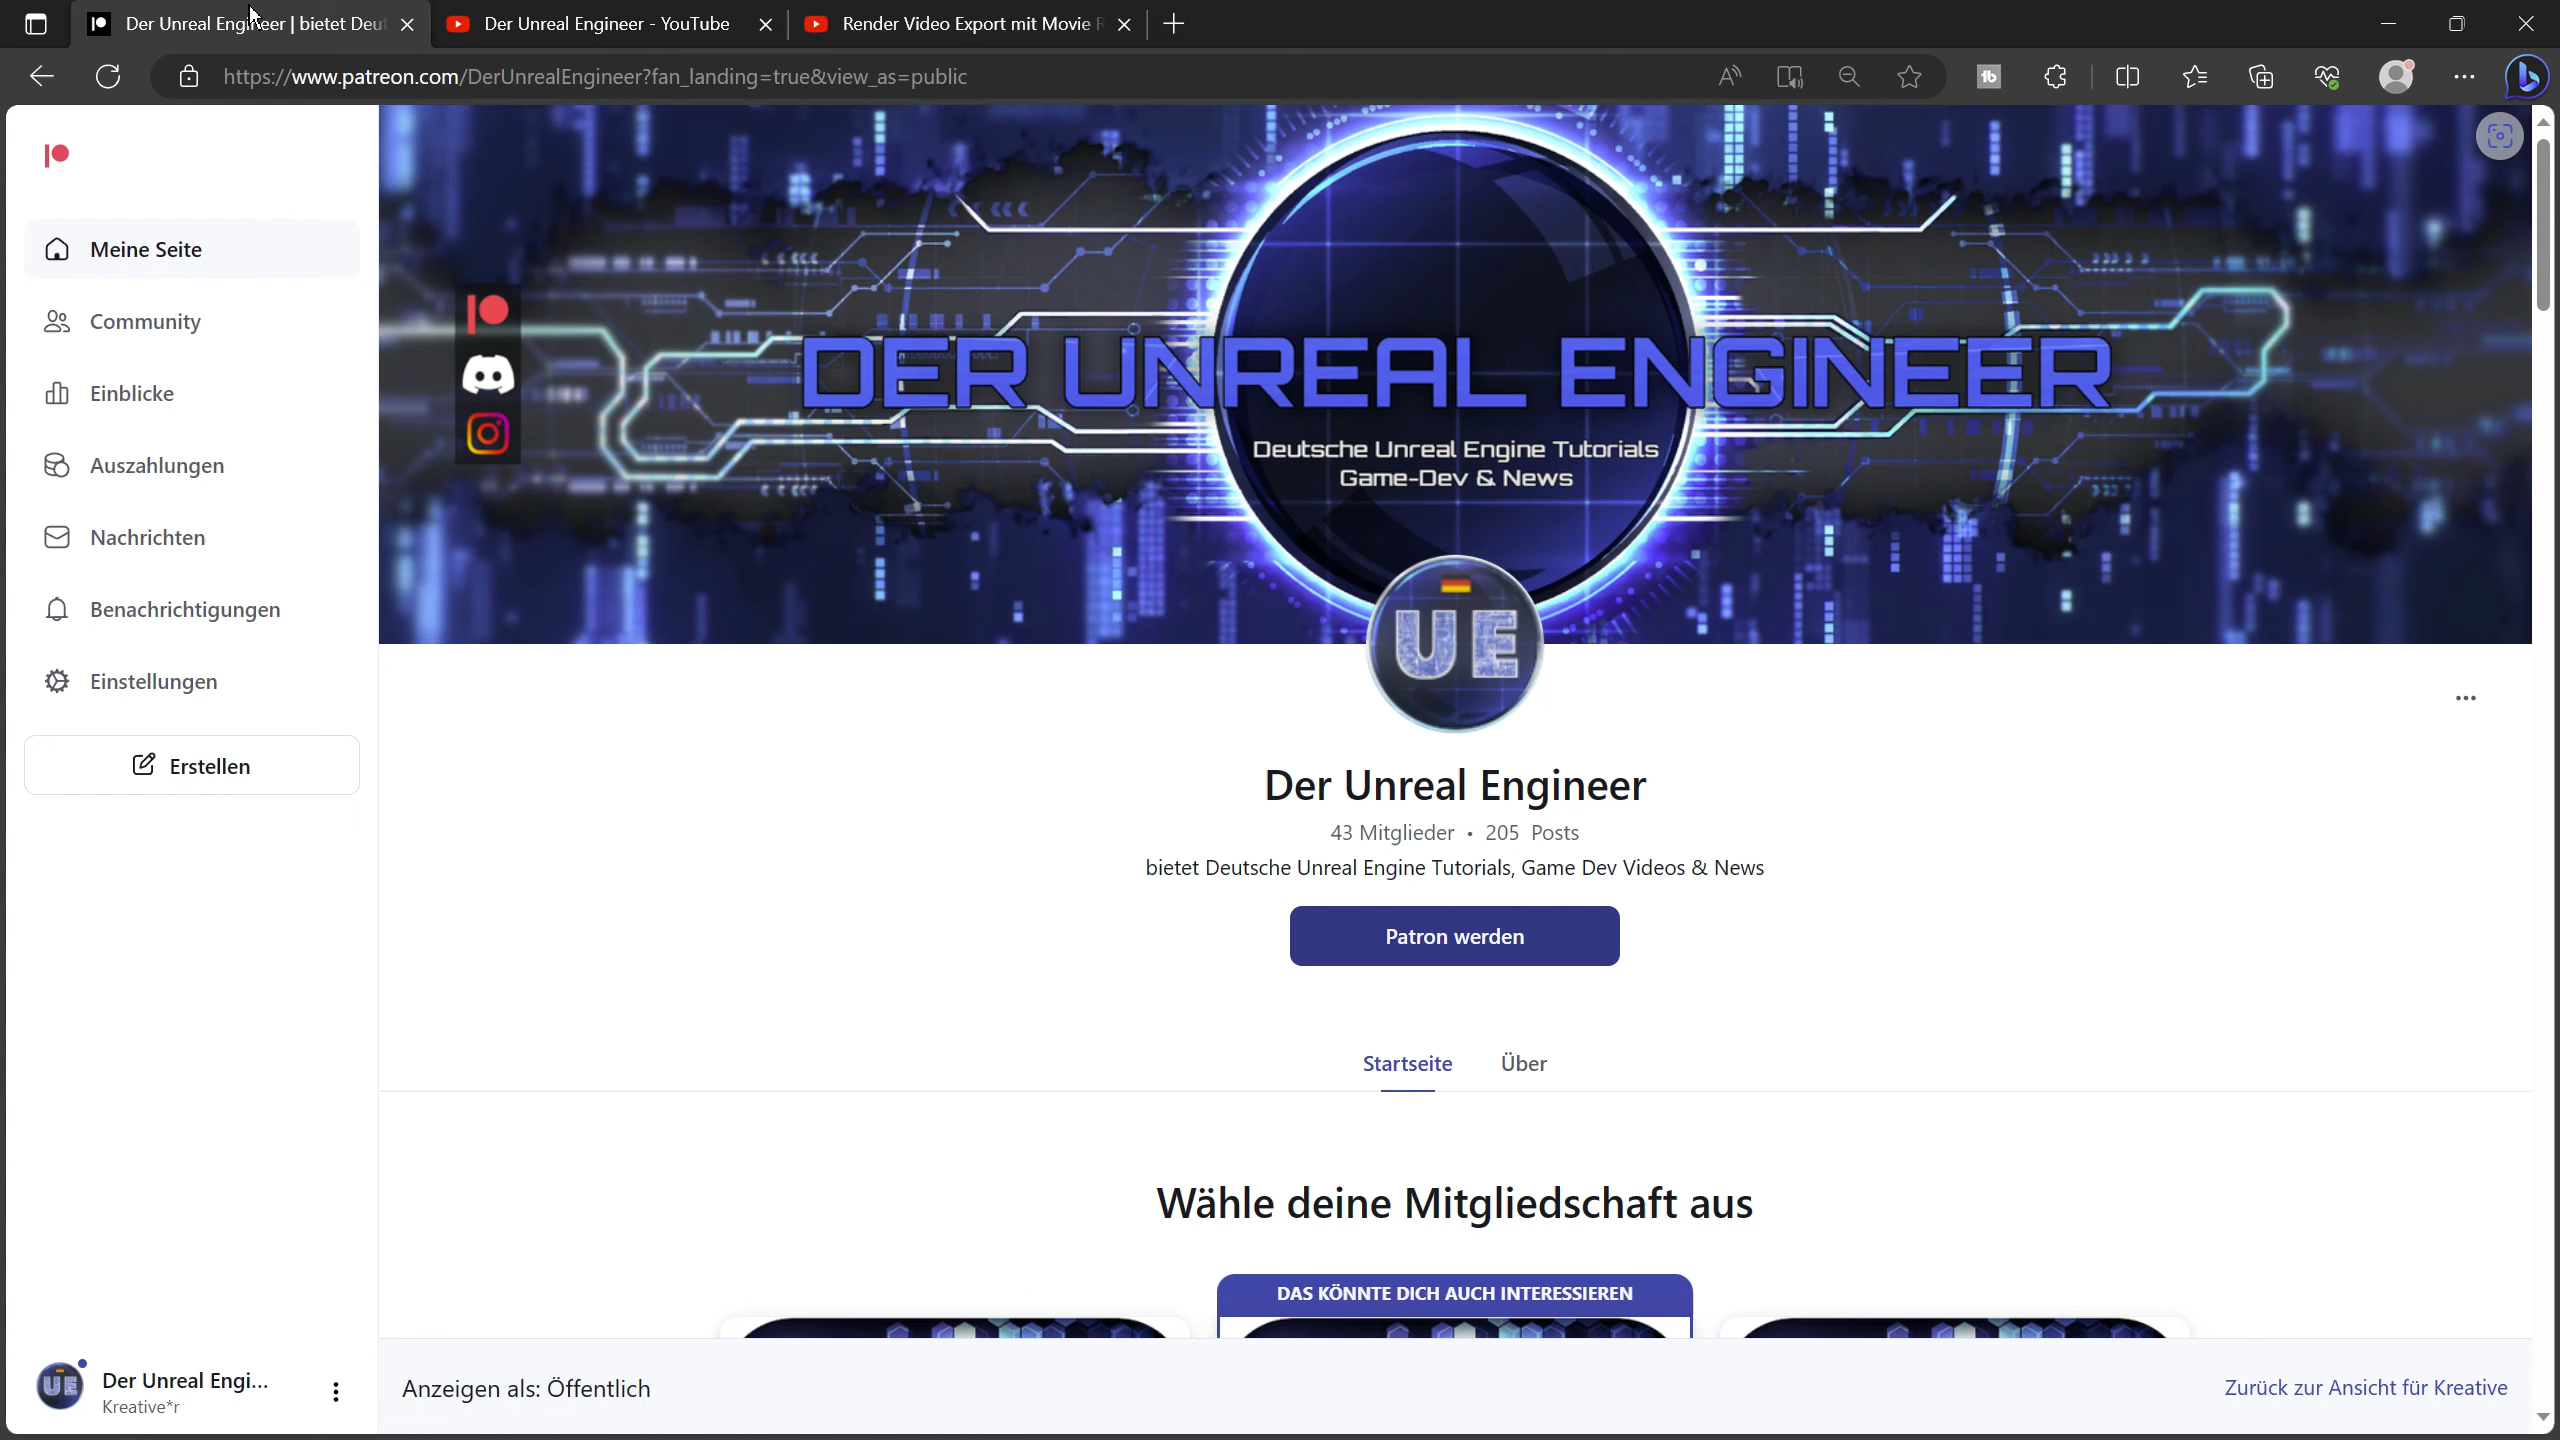 Der Unreal Engineer | bietet Deut
Der Unreal Engineer - YouTube
Render Video Export mit Movie R
https://www.patreon.com/DerUnrealEngineer?fan_landing=true&view_as=public
Meine Seite
Community
Einblicke
Auszahlungen
Nachrichten
Benachrichtigungen
Einstellungen
Erstellen
DER UNREAL ENGINEER
Deutsche Unreal Engine Tutorials
Game-Dev & News
UE
Der Unreal Engineer
43 Mitglieder • 205 Posts
bietet Deutsche Unreal Engine Tutorials, Game Dev Videos & News
Patron werden
Startseite
Über
Wähle deine Mitgliedschaft aus
DAS KÖNNTE DICH AUCH INTERESSIEREN
UE
Der Unreal Engi...
Kreative*r
Anzeigen als: Öffentlich
Zurück zur Ansicht für Kreative